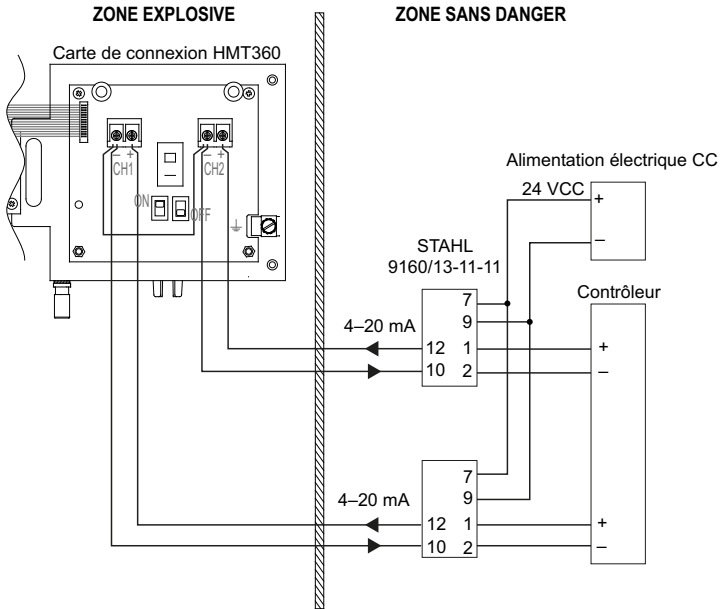 ZONE EXPLOSIVE
ZONE SANS DANGER
Carte de connexion HMT360
– +
CH1
– +
CH2
ON
OFF
Alimentation électrique CC
24 VCC
+
–
STAHL
9160/13-11-11
Contrôleur
7
9
4–20 mA
12 1
10 2
+
–
7
9
4–20 mA
12 1
10 2
+
–